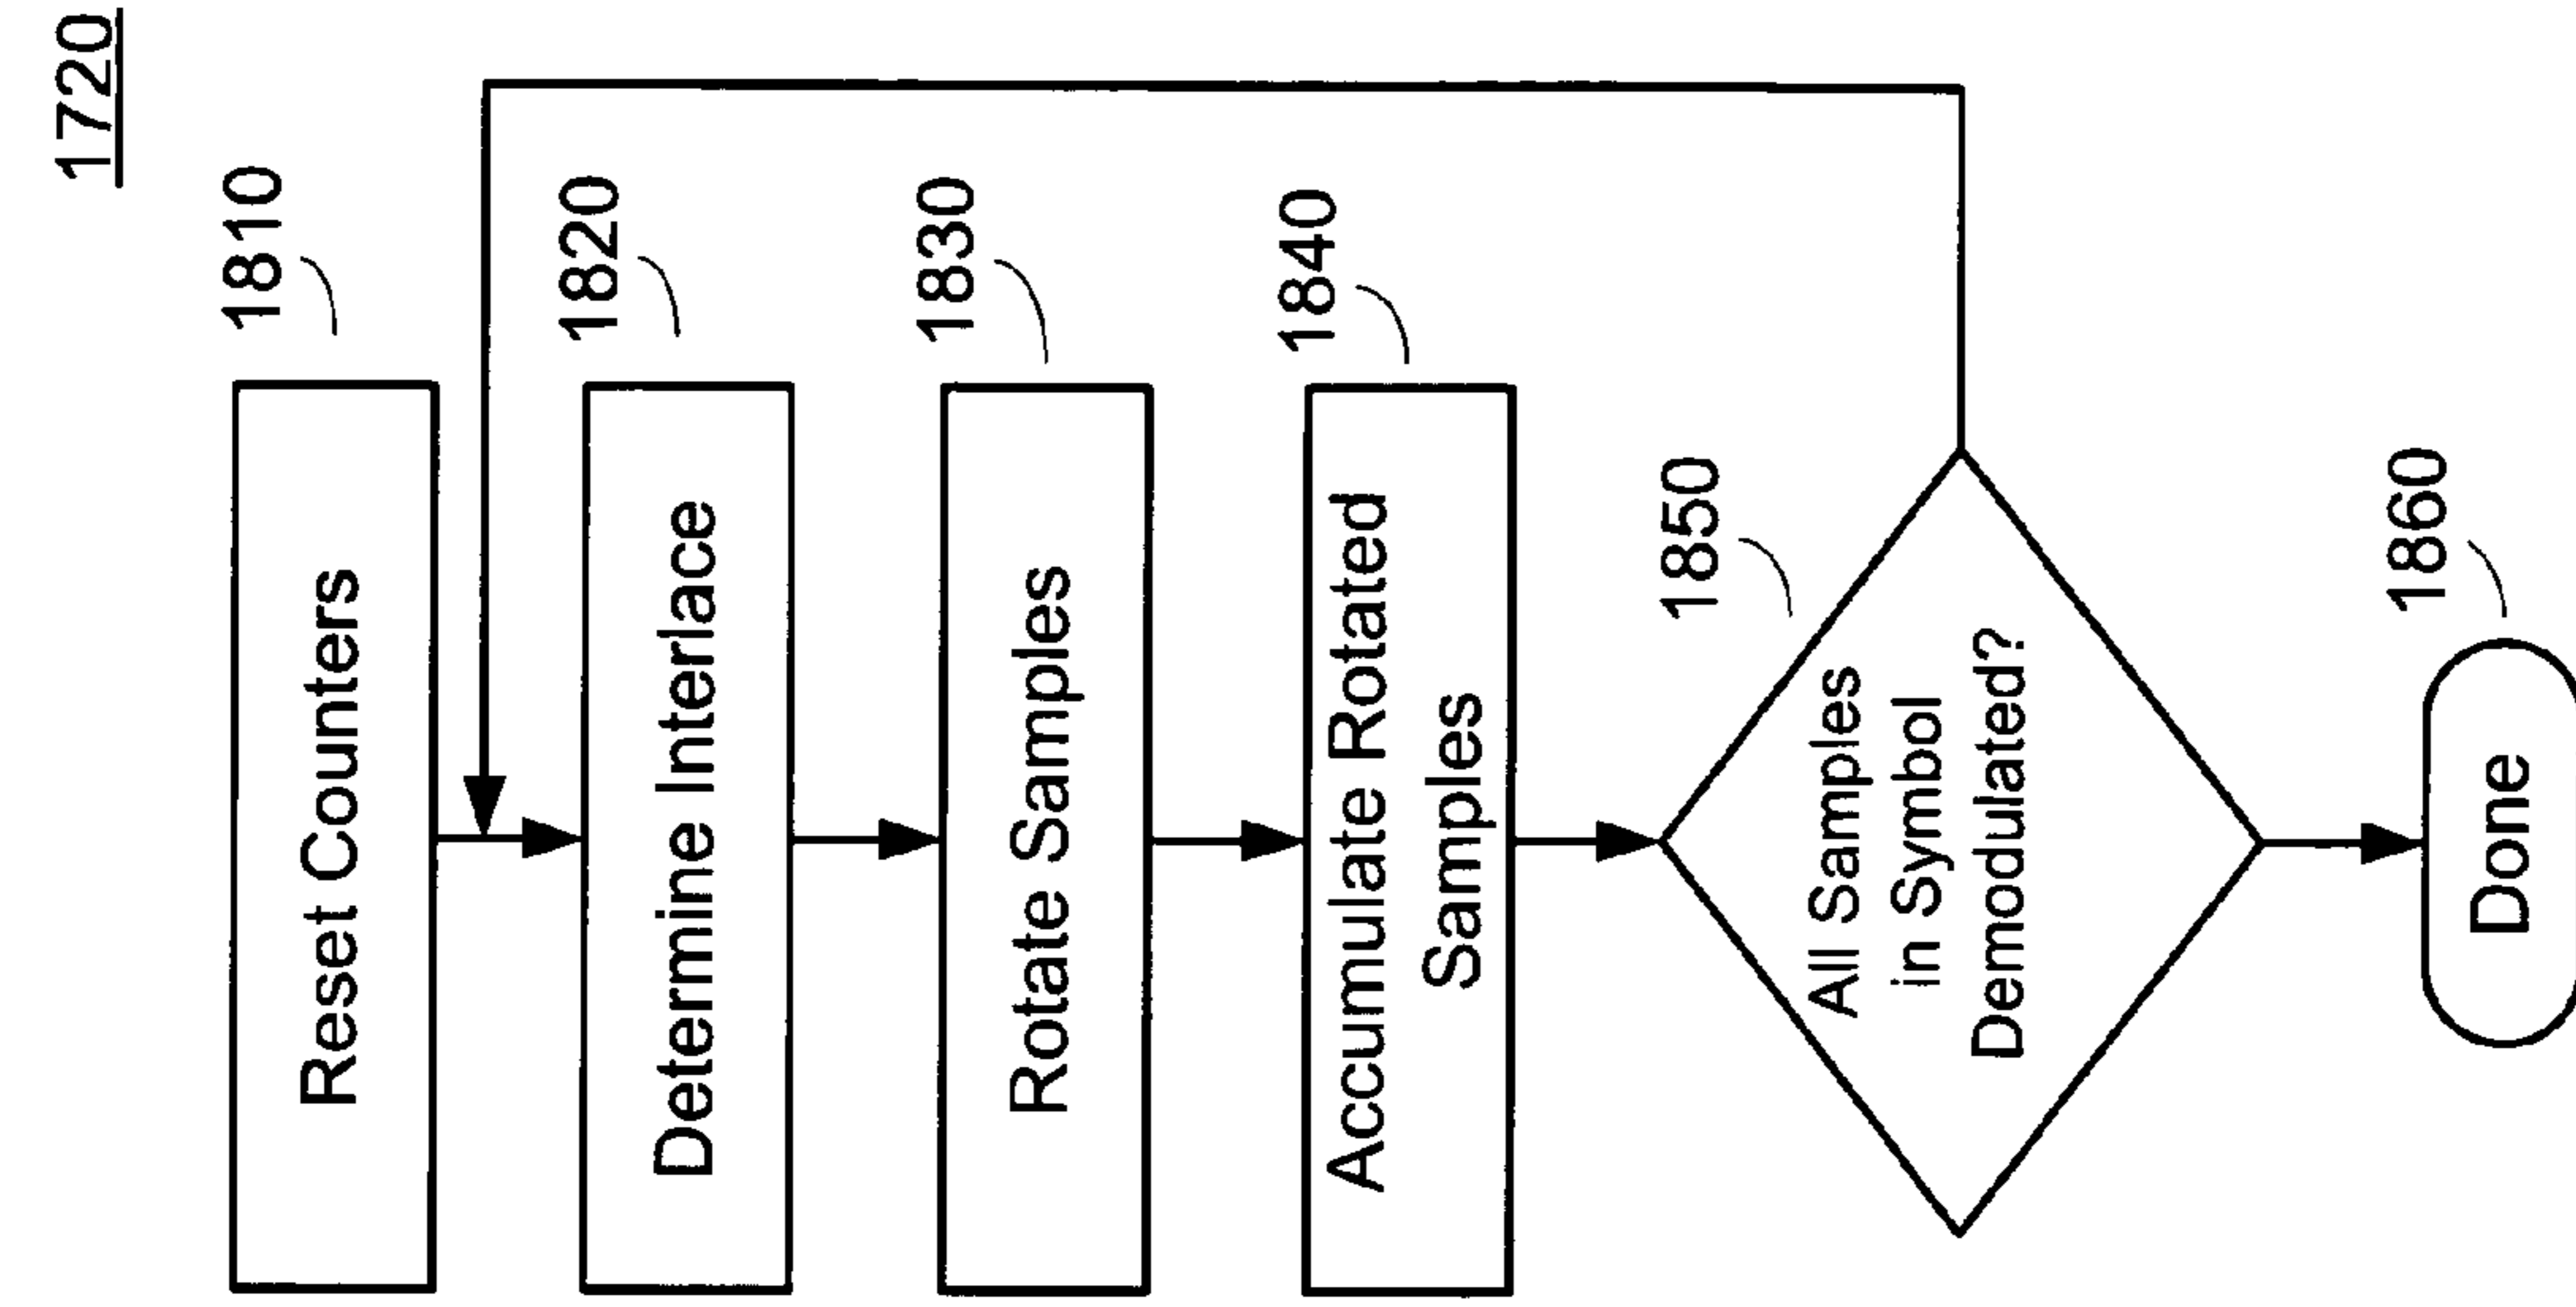 1720
1810
Reset Counters
1820
Determine Interlace
1830
Rotate Samples
1840
Accumulate Rotated
Samples
1850
All Samples
in Symbol
Demodulated?
1860
Done